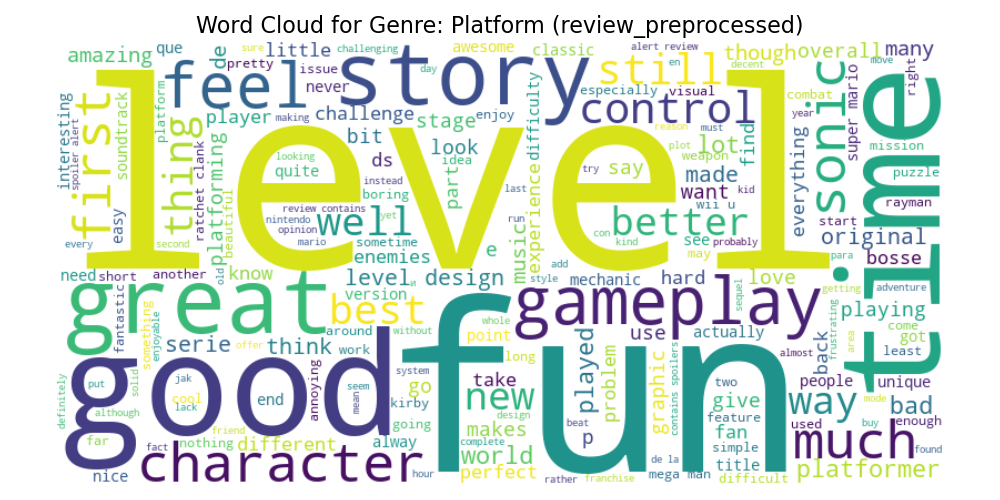 Word Cloud for Genre: Platform (review_preprocessed)
amazing que de little challenging awesome classic though overall many
sure alert review
interesting pretty issue never feel story still especially visual en combat right
day decent move
first thing platform player making challenge stage enjoy difficulty control sonic super mario year
spoiler alert soundtrack platforming bit look idea reason plot must lot find weapon mission
looking quite ds part try say made puzzle
ratchet clank boring want kid everything time
easy beautiful review contains instead last experience wii u rayman
nintendo opinion yet well run con better start original
every second mario sometime e music kind see probably may para bosse
level enemies
need short another old know level design style add mechanic hard love getting adventure
version sequel
fantastic something enjoyable great best gameplay playing
around without whole use actually frustrating come
serie offer think work point long played problem graphic area got least
definitely put solid jak annoying system take almost back
cool end seem mean go new contains spoilers two people unique
although lack kirby give way mode
good fun friend going design makes beat p feature used buy bad enough
far nothing different alway world simple fan much found
fact complete de la title
nice character hour perfect rather franchise mega man difficult platformer